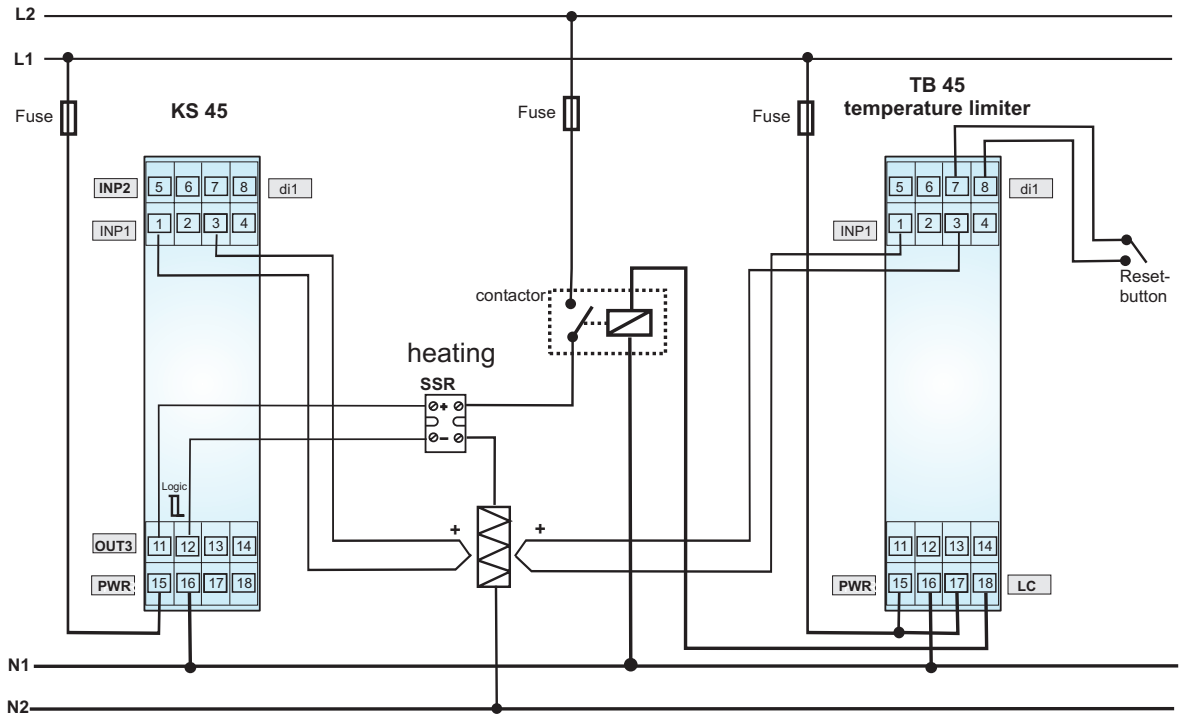 L2
L1
Fuse
KS 45
Fuse
Fuse
TB 45
temperature limiter
INP2 5 6 7 8 di1
INP1 1 2 3 4
5 6 7 8 di1
INP1 1 2 3 4
Reset-
button
contactor
heating
SSR
+
–
Logic
+
+
OUT3 11 12 13 14
PWR 15 16 17 18
11 12 13 14
PWR 15 16 17 18 LC
N1
N2